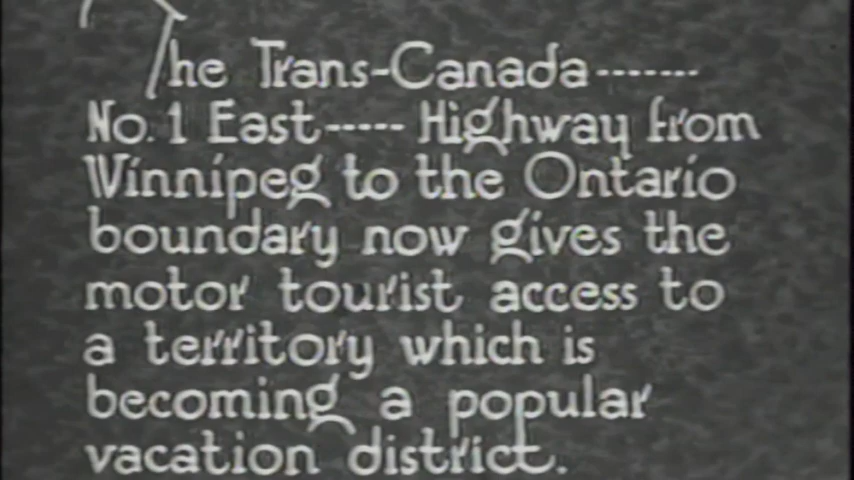 The Trans-Canada-------
No. 1 East----- Highway from
Winnipeg to the Ontario
boundary now gives the
motor tourist access to
a territory which is
becoming a popular
vacation district.